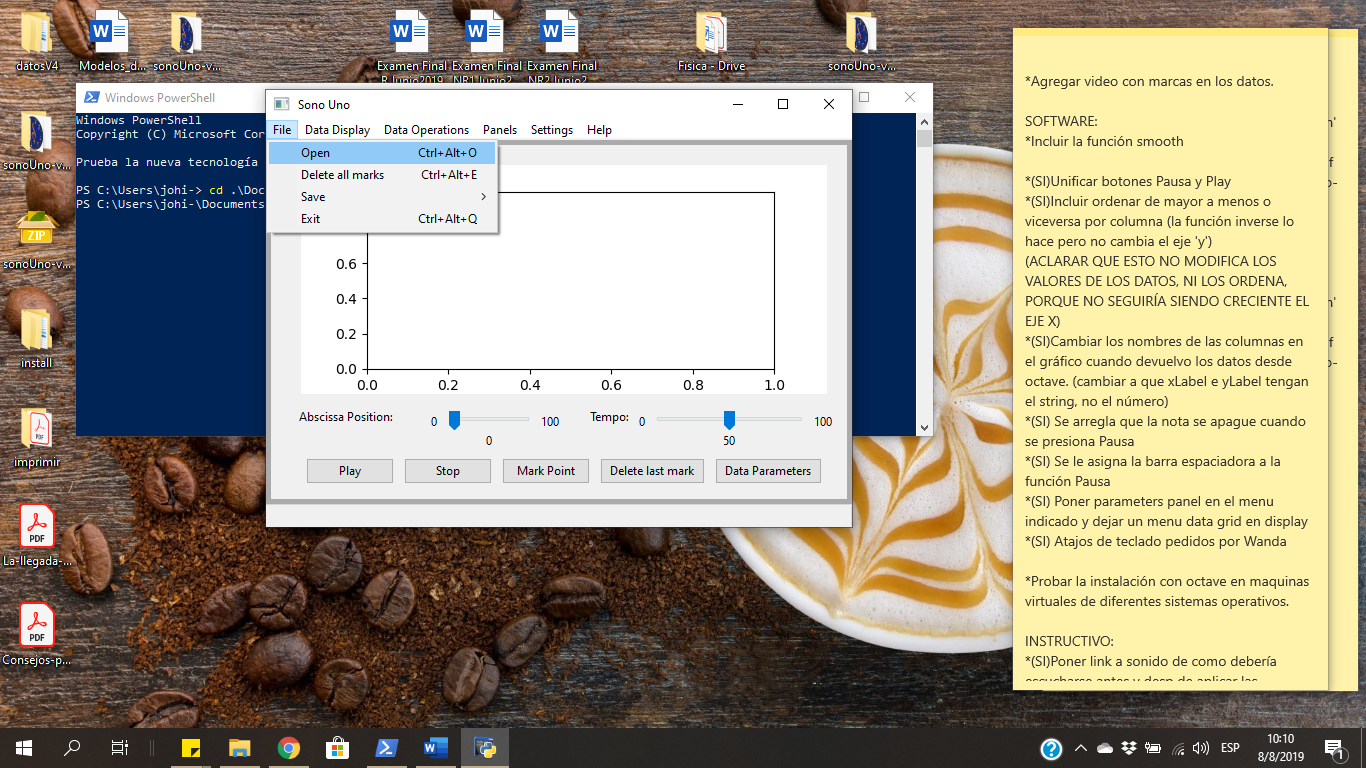 datosV4
Modelos_d...
sonoUno-v...
Examen Final
R Junio2019
Examen Final
NR1 Junio2...
Examen Final
NR2 Junio2...
Fisica - Drive
sonoUno-v...
sonoUno-v...
sonoUno-v...
install
imprimir
La-llegada-...
Consejos-p...
Windows PowerShell
Windows PowerShell
Copyright (C) Microsoft Cor
Prueba la nueva tecnología
PS C:\Users\johi-> cd .\Doc
PS C:\Users\johi-\Documents
Sono Uno
File Data Display Data Operations Panels Settings Help
Open Ctrl+Alt+O
Delete all marks Ctrl+Alt+E
Save
Exit Ctrl+Alt+Q
0.6
0.4
0.2
0.0
0.0 0.2 0.4 0.6 0.8 1.0
Abscissa Position: 0 100 Tempo: 0 100
0 50
Play Stop Mark Point Delete last mark Data Parameters
*Agregar video con marcas en los datos.
SOFTWARE:
*Incluir la función smooth
*(SI)Unificar botones Pausa y Play
*(SI)Incluir ordenar de mayor a menos o
viceversa por columna (la función inverse lo
hace pero no cambia el eje 'y')
(ACLARAR QUE ESTO NO MODIFICA LOS
VALORES DE LOS DATOS, NI LOS ORDENA,
PORQUE NO SEGUIRÍA SIENDO CRECIENTE EL
EJE X)
*(SI)Cambiar los nombres de las columnas en
el gráfico cuando devuelvo los datos desde
octave. (cambiar a que xLabel e yLabel tengan
el string, no el número)
*(SI) Se arregla que la nota se apague cuando
se presiona Pausa
*(SI) Se le asigna la barra espaciadora a la
función Pausa
*(SI) Poner parameters panel en el menu
indicado y dejar un menu data grid en display
*(SI) Atajos de teclado pedidos por Wanda
*Probar la instalación con octave en maquinas
virtuales de diferentes sistemas operativos.
INSTRUCTIVO:
*(SI)Poner link a sonido de como debería
escucharse antes y desp de aplicar las
ESP
10:10
8/8/2019
1